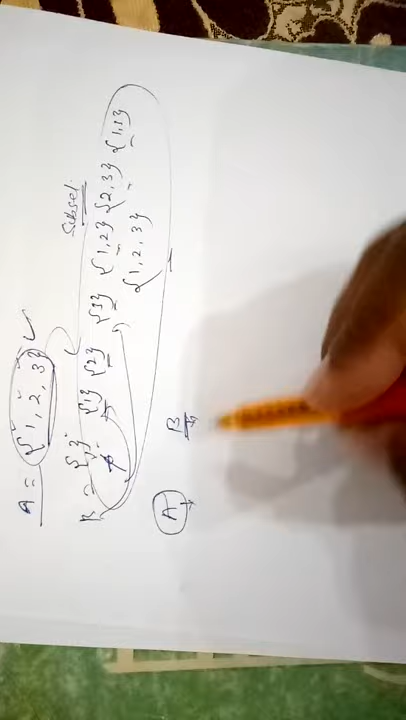 A = {1, 2, 3}
Subset
B = { } {1} {2} {3} {1,2} {2,3} {1,3}
{1, 2, 3}
A B